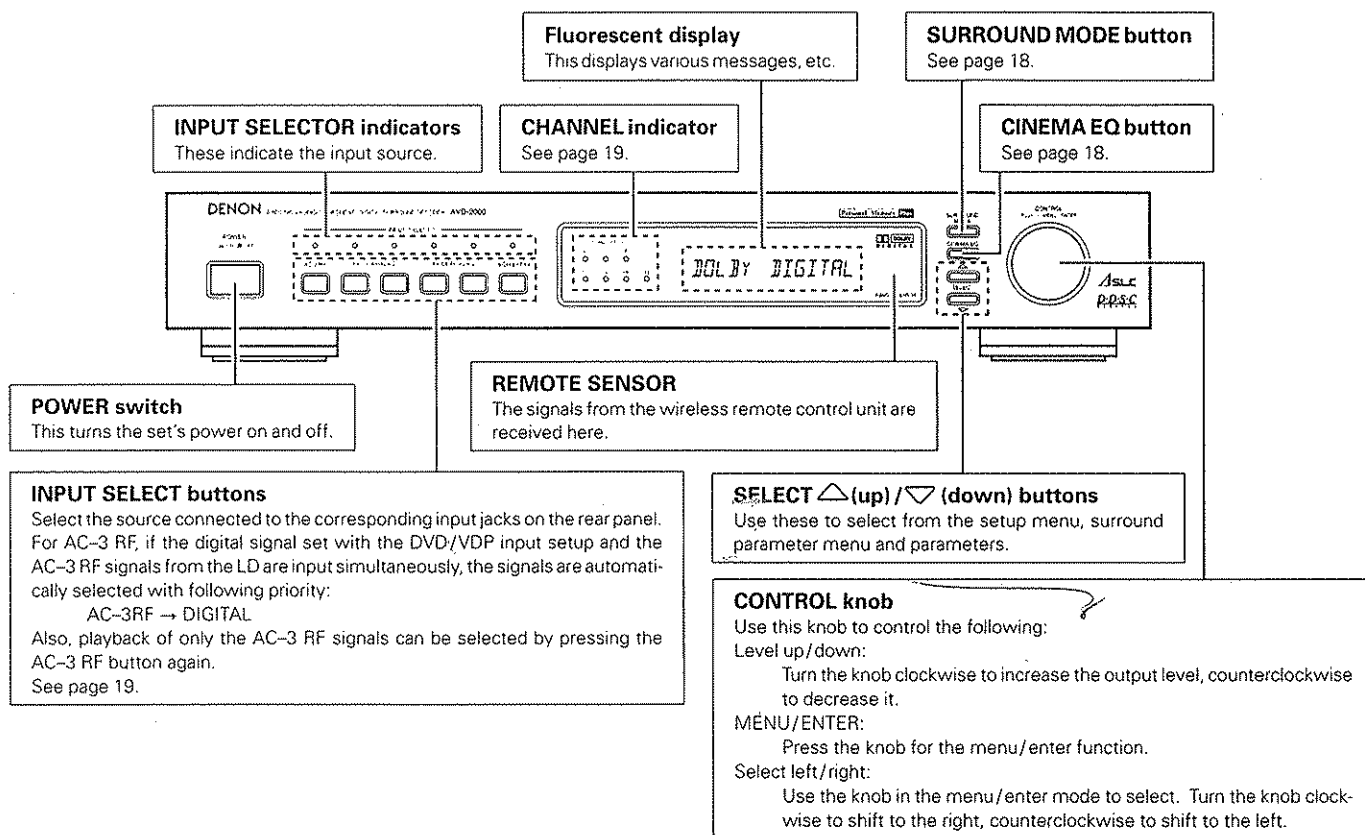 Fluorescent display
This displays various messages, etc.
SURROUND MODE button
See page 18.
INPUT SELECTOR indicators
These indicate the input source.
CHANNEL indicator
See page 19.
CINEMA EQ button
See page 18.
DENON
AVD-2000
POWER
INPUT SELECT
CONTROL
DOLBY DIGITAL
DIGITAL
POWER switch
This turns the set's power on and off.
REMOTE SENSOR
The signals from the wireless remote control unit are
received here.
INPUT SELECT buttons
Select the source connected to the corresponding input jacks on the rear panel.
For AC–3 RF, if the digital signal set with the DVD/VDP input setup and the
AC–3 RF signals from the LD are input simultaneously, the signals are automati-
cally selected with following priority:
AC–3RF → DIGITAL
Also, playback of only the AC–3 RF signals can be selected by pressing the
AC–3 RF button again.
See page 19.
SELECT △(up) / ▽ (down) buttons
Use these to select from the setup menu, surround
parameter menu and parameters.
CONTROL knob
Use this knob to control the following:
Level up/down:
Turn the knob clockwise to increase the output level, counterclockwise
to decrease it.
MENU/ENTER:
Press the knob for the menu/enter function.
Select left/right:
Use the knob in the menu/enter mode to select. Turn the knob clock-
wise to shift to the right, counterclockwise to shift to the left.